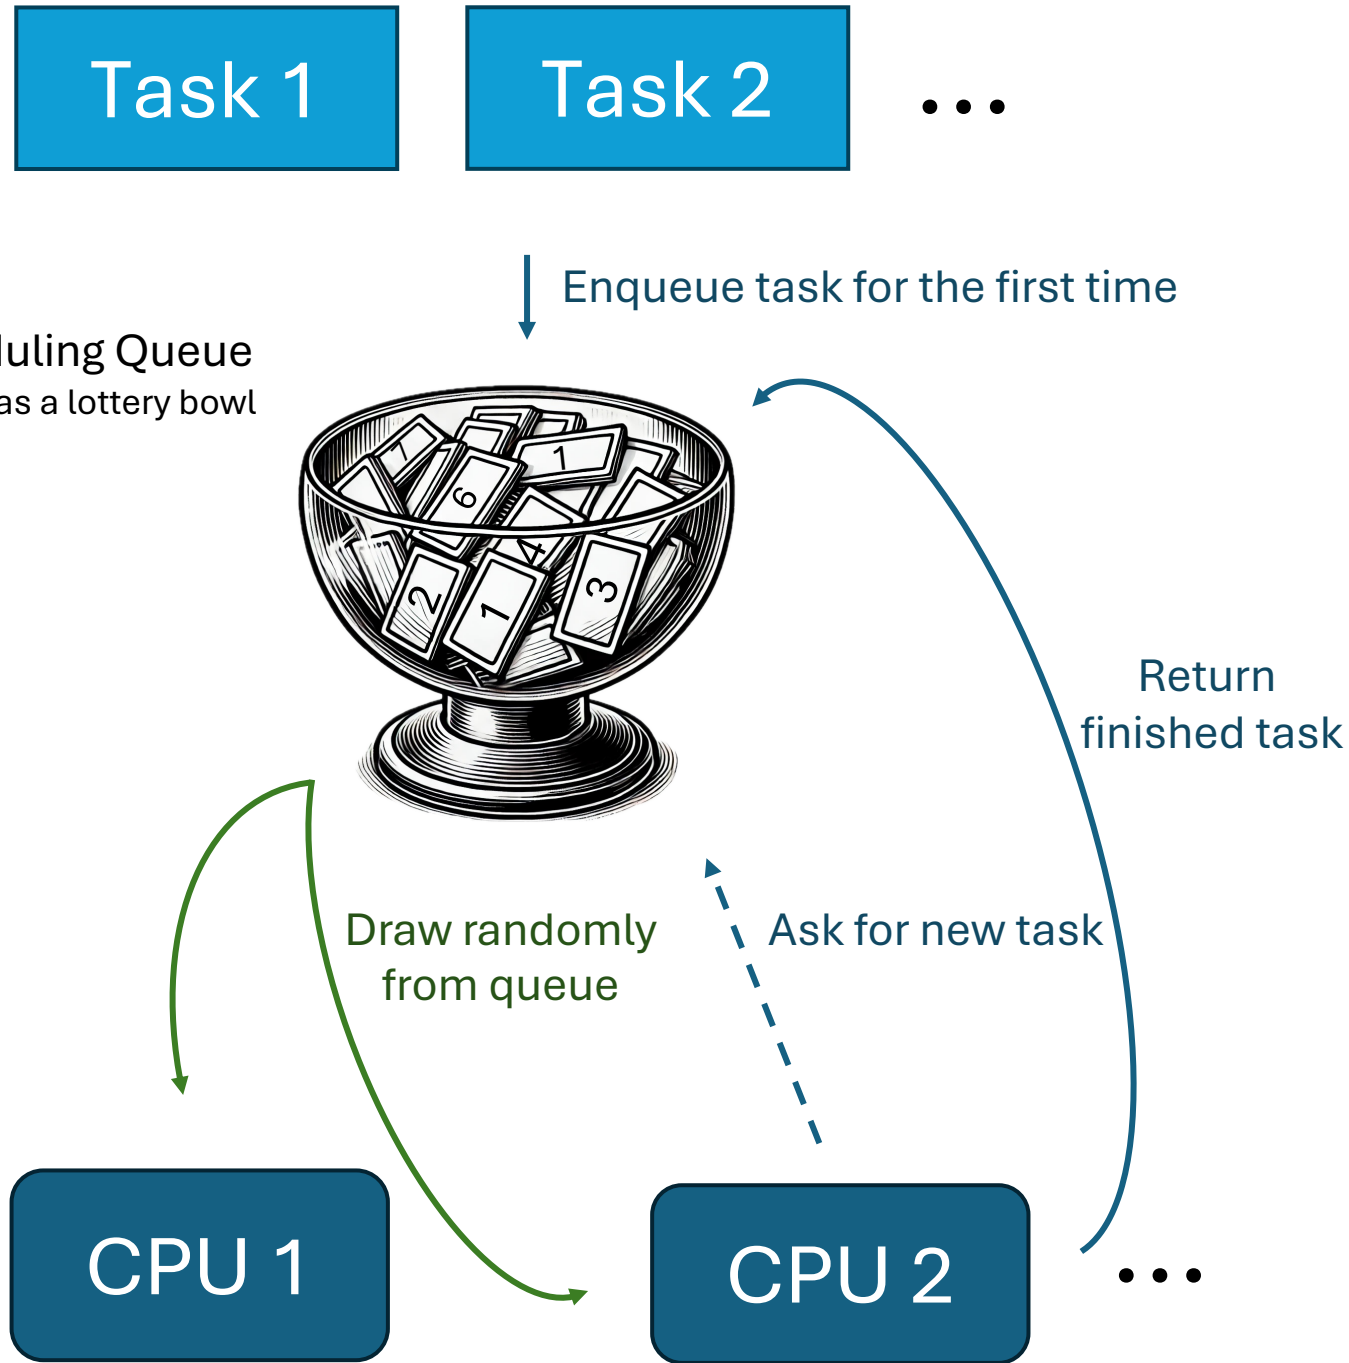 Task 1
Task 2
...
Enqueue task for the first time
duling Queue
as a lottery bowl
7
1
6
4
2
1
3
Return
finished task
Draw randomly
from queue
Ask for new task
CPU 1
CPU 2
...